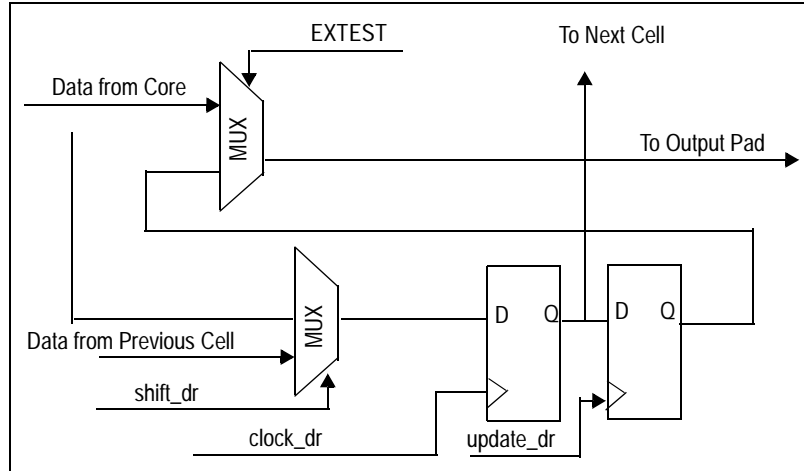 EXTEST
To Next Cell
Data from Core
MUX
To Output Pad
D Q
D Q
MUX
Data from Previous Cell
shift_dr
clock_dr
update_dr